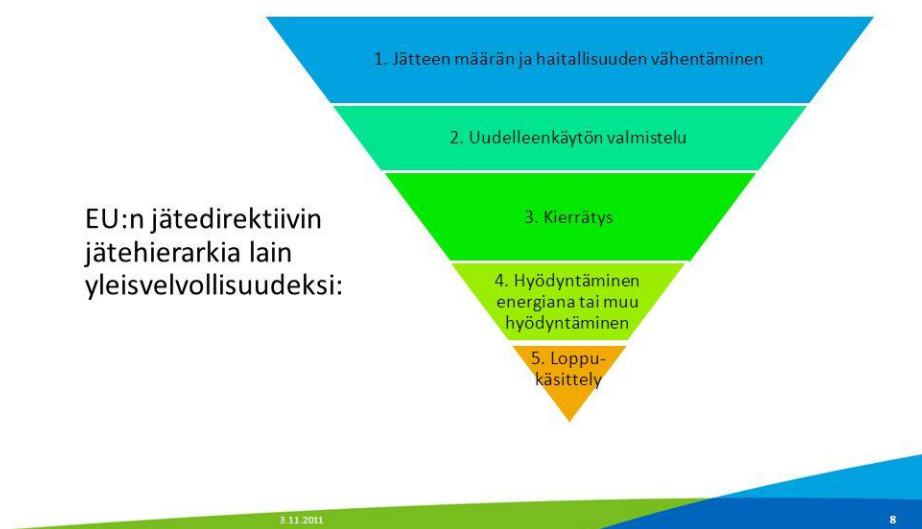 1. Jätteen määrän ja haitallisuuden vähentäminen
2. Uudelleenkäytön valmistelu
EU:n jätedirektiivin
jätehierarkia lain
yleisvelvollisuudeksi:
3. Kierrätys
4. Hyödyntäminen
energiana tai muu
hyödyntäminen
5. Loppu-
käsittely
3.11.2011
8